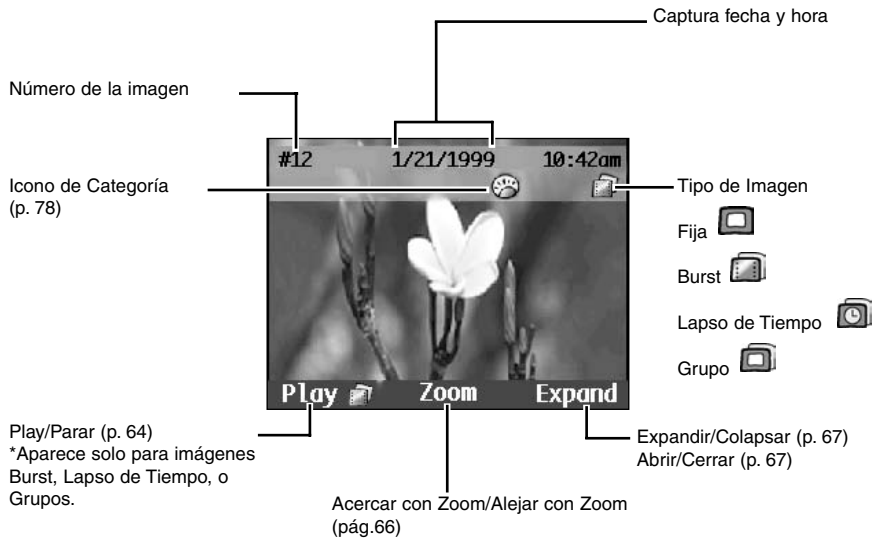 Captura fecha y hora
Número de la imagen
#12 1/21/1999 10:42am
Icono de Categoría
(p. 78)
Tipo de Imagen
Fija
Burst
Lapso de Tiempo
Grupo
Play Zoom Expand
Play/Parar (p. 64)
*Aparece solo para imágenes
Burst, Lapso de Tiempo, o
Grupos.
Expandir/Colapsar (p. 67)
Abrir/Cerrar (p. 67)
Acercar con Zoom/Alejar con Zoom
(pág.66)